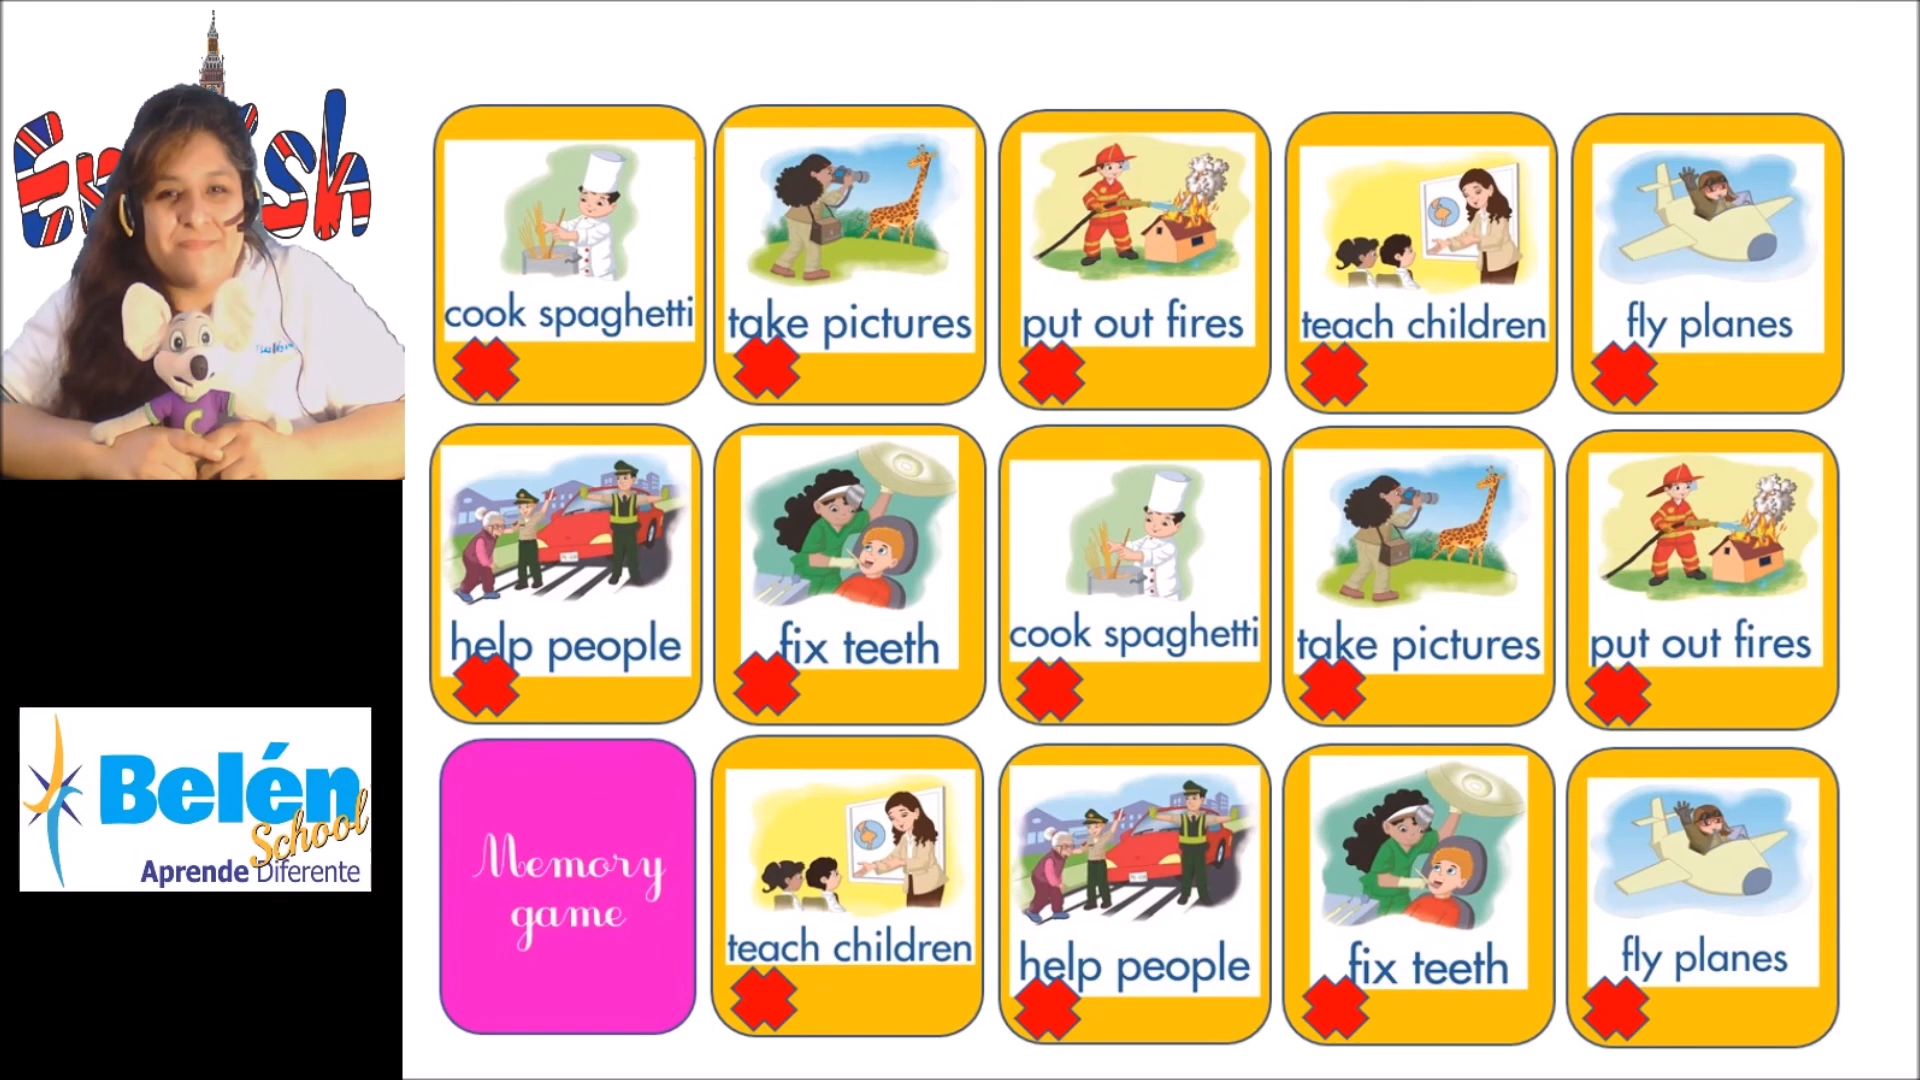 English
cook spaghetti
take pictures
put out fires
teach children
fly planes
help people
fix teeth
cook spaghetti
take pictures
put out fires
Memory
game
teach children
help people
fix teeth
fly planes
Belén
School
Aprende Diferente
C